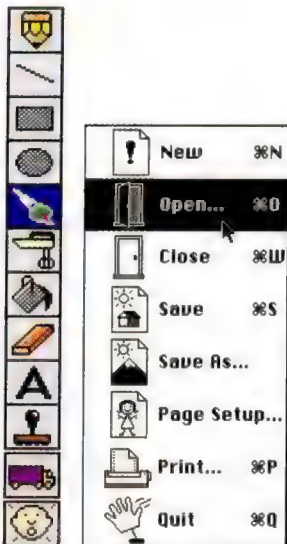 New ⌘N
Open... ⌘O
Close ⌘W
Save ⌘S
Save As...
Page Setup...
Print... ⌘P
Quit ⌘Q
A